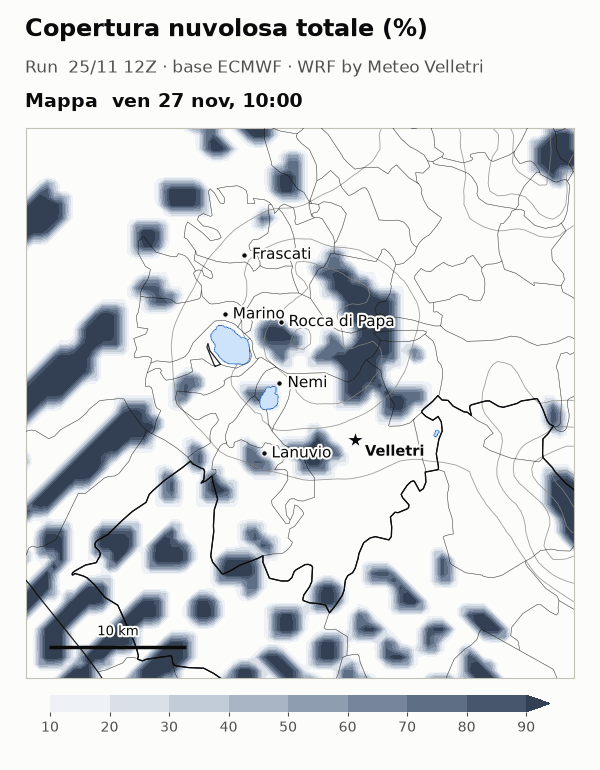 Copertura nuvolosa totale (%)
Run  25/11 12Z · base ECMWF · WRF by Meteo Velletri
Mappa  ven 27 nov, 10:00
Frascati
Marino
Rocca di Papa
Nemi
Velletri
Lanuvio
10 km
10 20 30 40 50 60 70 80 90